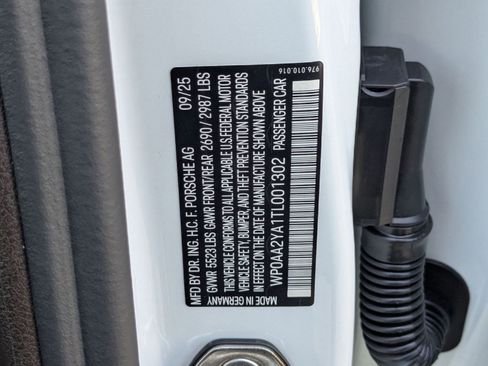 MFD BY DR. ING. H.C. F. PORSCHE AG 09/25
GVWR 5523 LBS GAWR FRONT/REAR 2690 / 2987 LBS
THIS VEHICLE CONFORMS TO ALL APPLICABLE U.S.FEDERAL MOTOR
VEHICLE SAFETY, BUMPER, AND THEFT PREVENTION STANDARDS
IN EFFECT ON THE DATE OF MANUFACTURE SHOWN ABOVE
WP0AA2YA1TL001302 PASSENGER CAR
MADE IN GERMANY 976.010.016